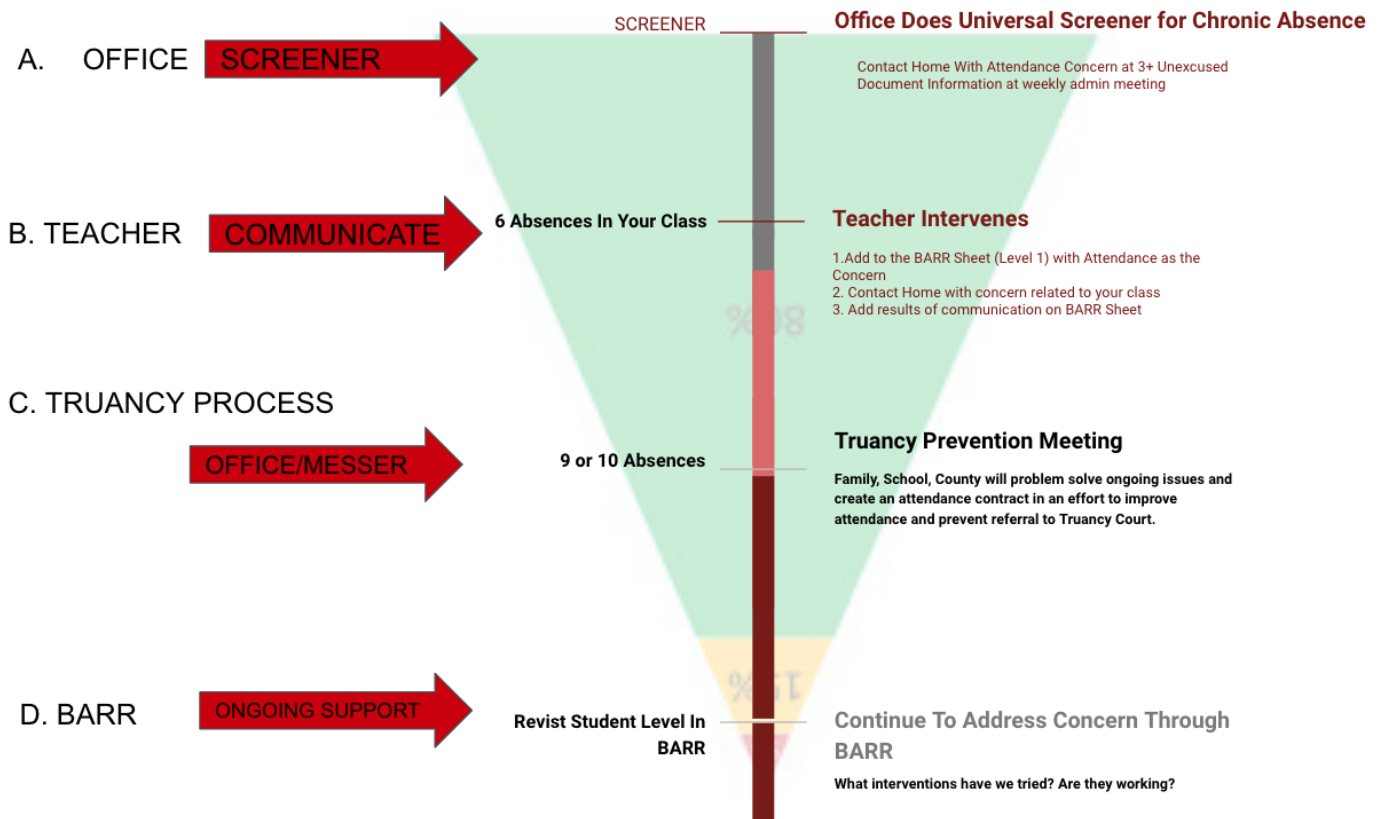 SCREENER
Office Does Universal Screener for Chronic Absence
A. OFFICE
SCREENER
Contact Home With Attendance Concern at 3+ Unexcused
Document Information at weekly admin meeting
B. TEACHER
COMMUNICATE
6 Absences In Your Class
Teacher Intervenes
1.Add to the BARR Sheet (Level 1) with Attendance as the
Concern
2. Contact Home with concern related to your class
3. Add results of communication on BARR Sheet
80%
C. TRUANCY PROCESS
OFFICE/MESSER
9 or 10 Absences
Truancy Prevention Meeting
Family, School, County will problem solve ongoing issues and
create an attendance contract in an effort to improve
attendance and prevent referral to Truancy Court.
15%
D. BARR
ONGOING SUPPORT
Revist Student Level In
BARR
Continue To Address Concern Through
BARR
What interventions have we tried? Are they working?